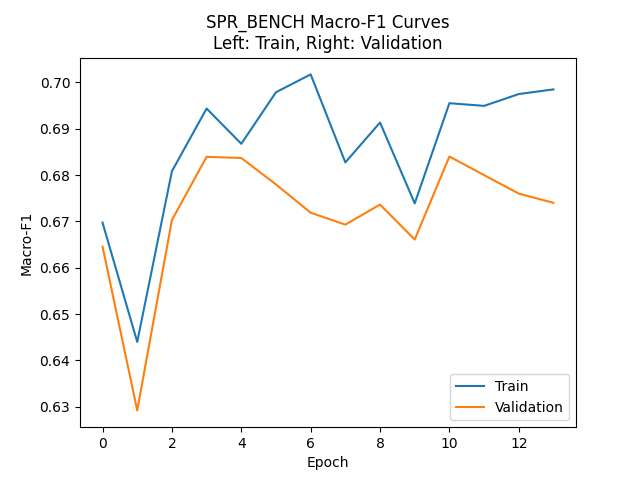 SPR_BENCH Macro-F1 Curves
Left: Train, Right: Validation
Macro-F1
0.70
0.69
0.68
0.67
0.66
0.65
0.64
0.63
0 2 4 6 8 10 12
Epoch
Train
Validation